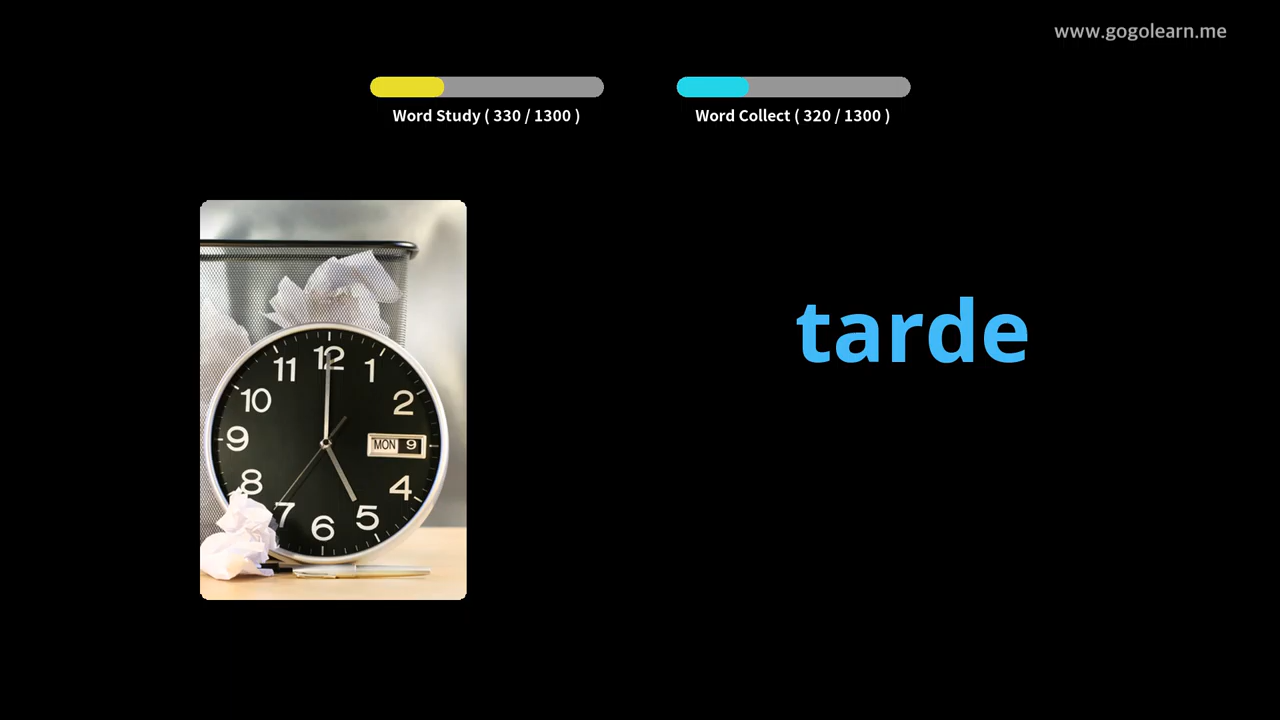 www.gogolearn.me
Word Study ( 330 / 1300 )
Word Collect ( 320 / 1300 )
tarde
12
11
1
10
2
9
MON 9
8
4
7
5
6